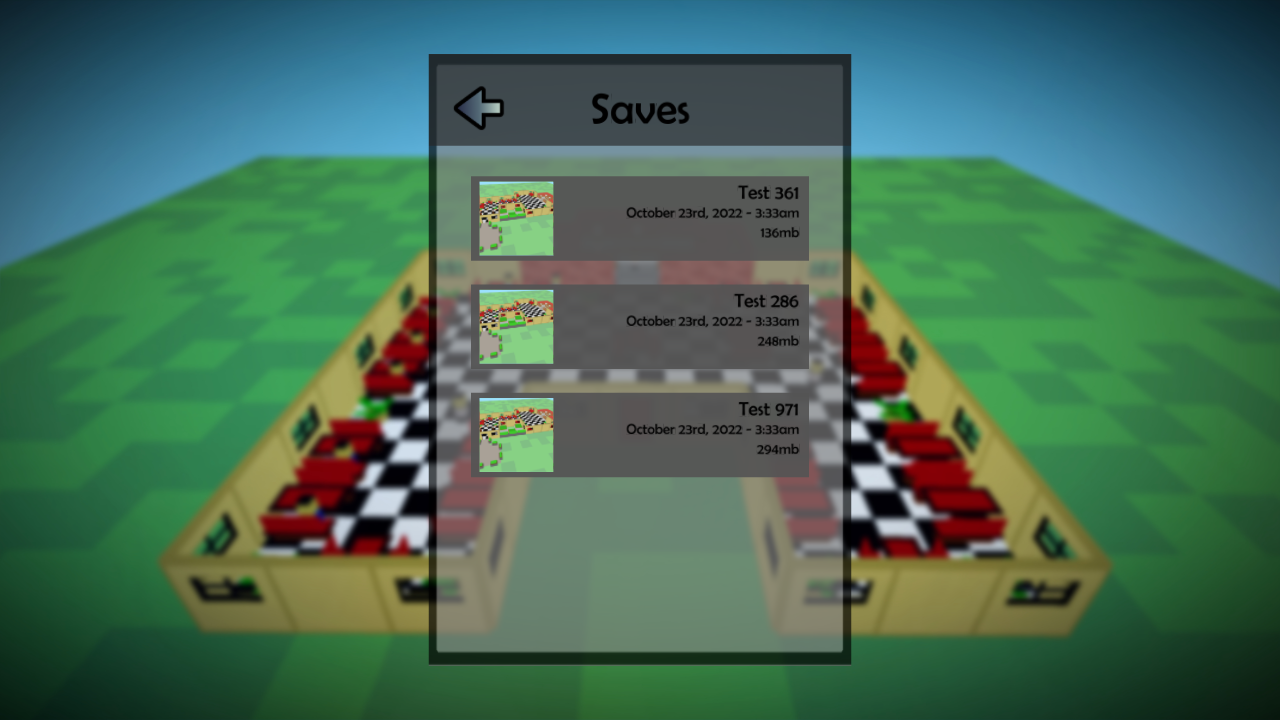 Saves
Test 361
October 23rd, 2022 - 3:33am
136mb
Test 286
October 23rd, 2022 - 3:33am
248mb
Test 971
October 23rd, 2022 - 3:33am
294mb